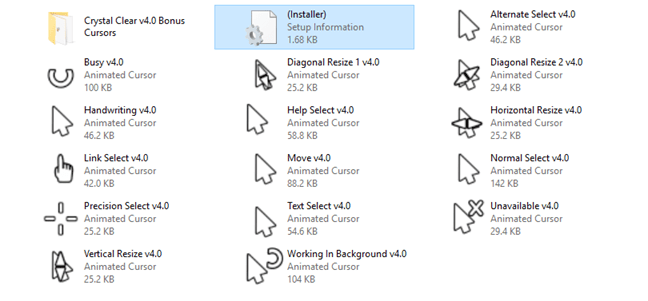 Crystal Clear v4.0 Bonus
Cursors
(Installer)
Setup Information
1.68 KB
Alternate Select v4.0
Animated Cursor
46.2 KB
Busy v4.0
Animated Cursor
100 KB
Diagonal Resize 1 v4.0
Animated Cursor
25.2 KB
Diagonal Resize 2 v4.0
Animated Cursor
29.4 KB
Handwriting v4.0
Animated Cursor
46.2 KB
Help Select v4.0
Animated Cursor
58.8 KB
Horizontal Resize v4.0
Animated Cursor
25.2 KB
Link Select v4.0
Animated Cursor
42.0 KB
Move v4.0
Animated Cursor
88.2 KB
Normal Select v4.0
Animated Cursor
142 KB
Precision Select v4.0
Animated Cursor
25.2 KB
Text Select v4.0
Animated Cursor
54.6 KB
Unavailable v4.0
Animated Cursor
29.4 KB
Vertical Resize v4.0
Animated Cursor
25.2 KB
Working In Background v4.0
Animated Cursor
104 KB